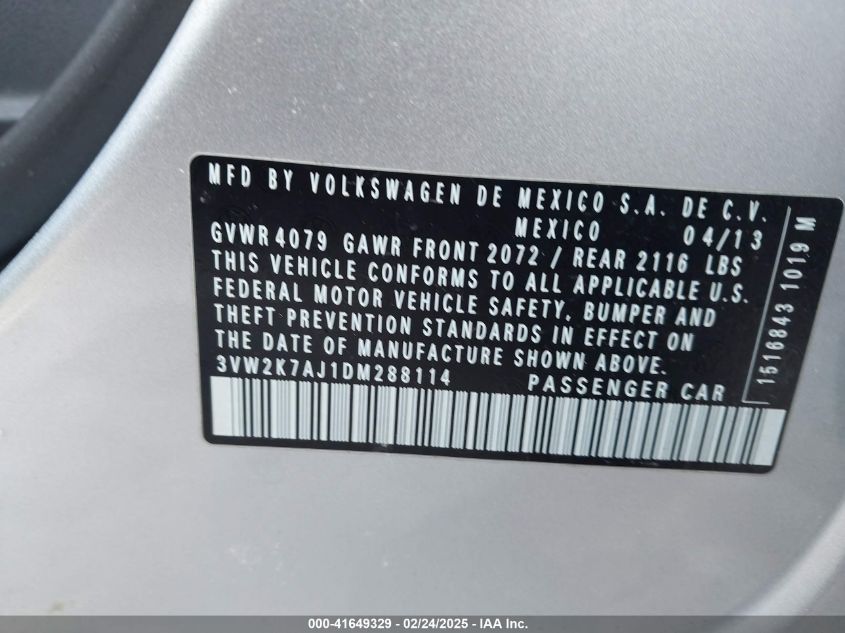 MFD BY VOLKSWAGEN DE MEXICO S.A. DE C.V.
MEXICO 04/13
GVWR 4079 GAWR FRONT 2072 / REAR 2116 LBS
THIS VEHICLE CONFORMS TO ALL APPLICABLE U.S.
FEDERAL MOTOR VEHICLE SAFETY, BUMPER AND
THEFT PREVENTION STANDARDS IN EFFECT ON
THE DATE OF MANUFACTURE SHOWN ABOVE.
3VW2K7AJ1DM288114 PASSENGER CAR
1516843 1019 M
000-41649329 - 02/24/2025 - IAA Inc.